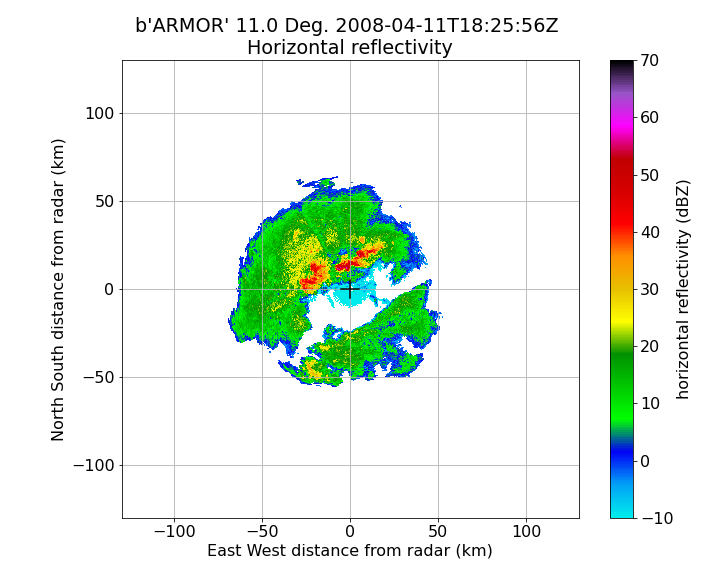 b'ARMOR' 11.0 Deg. 2008-04-11T18:25:56Z
Horizontal reflectivity
100
50
0
−50
−100
North South distance from radar (km)
−100 −50 0 50 100
East West distance from radar (km)
70
60
50
40
30
20
10
0
−10
horizontal reflectivity (dBZ)